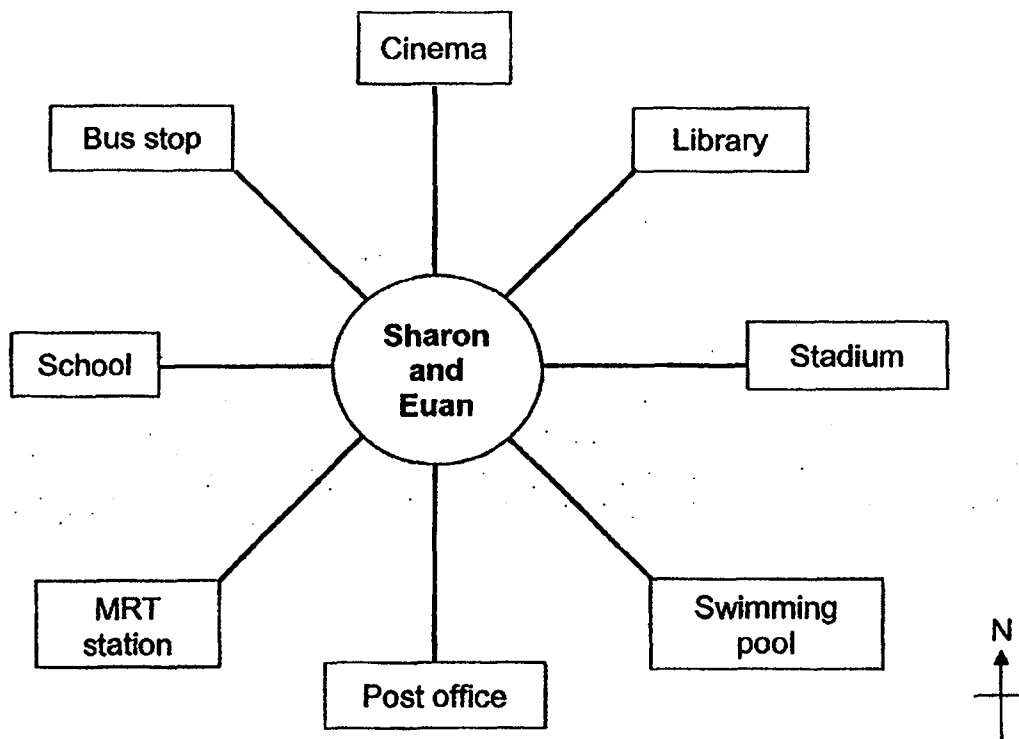 Cinema
Bus stop
Library
Sharon
and
Euan
School
Stadium
MRT
station
Swimming
pool
Post office
N